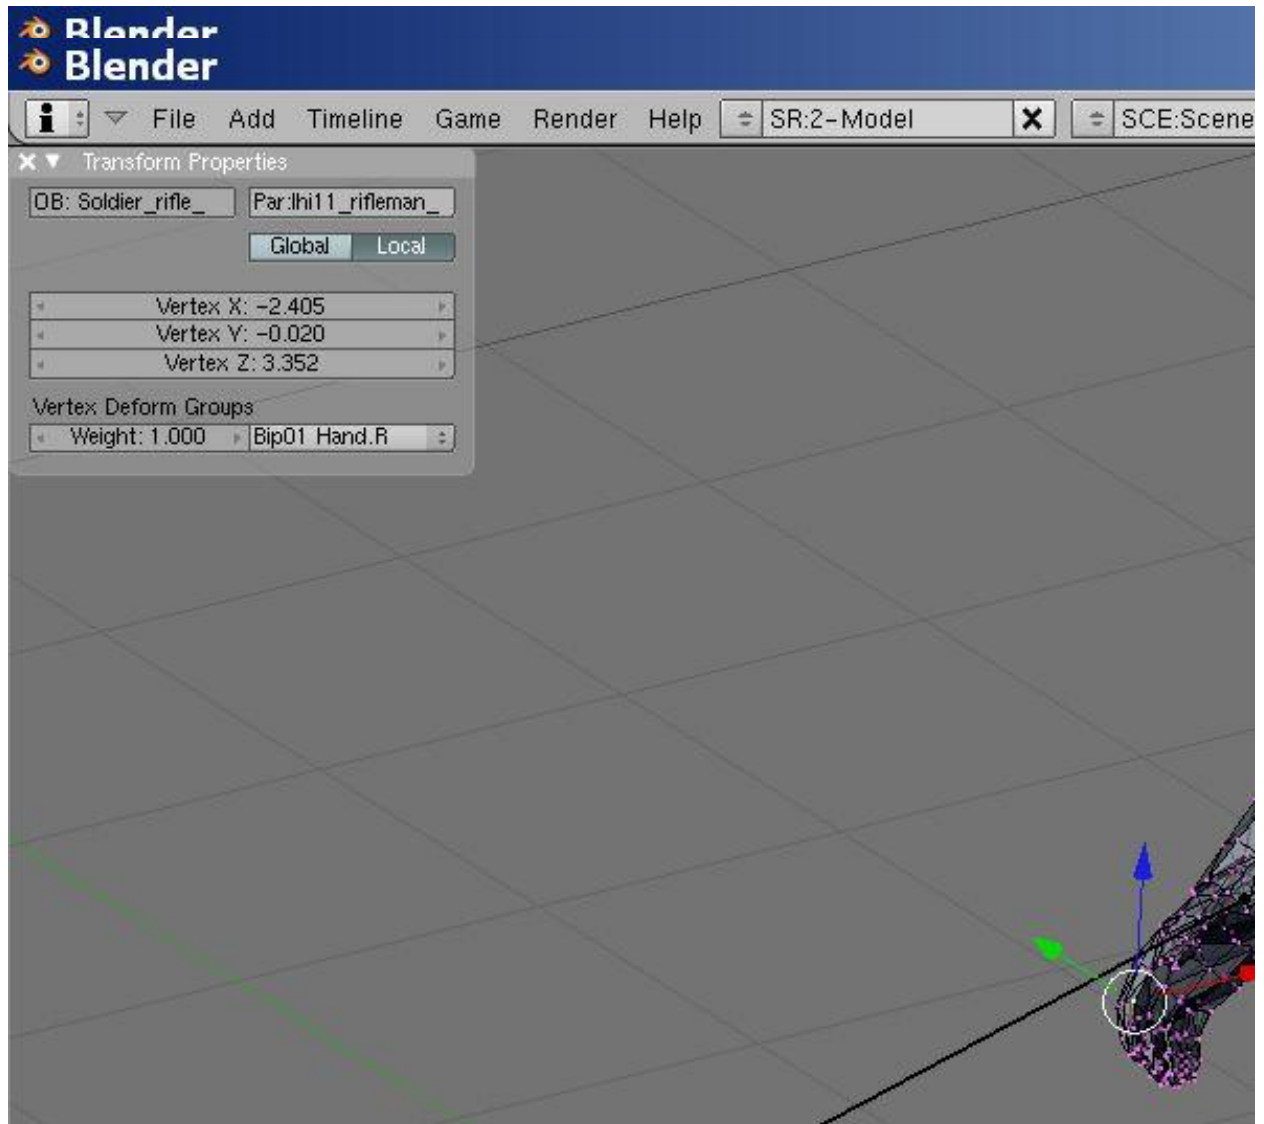 Blender
Blender
File Add Timeline Game Render Help SR:2-Model SCE:Scene
Transform Properties
OB: Soldier_rifle_ Par:lhi11_rifleman_
Global Local
Vertex X: -2.405
Vertex Y: -0.020
Vertex Z: 3.352
Vertex Deform Groups
Weight: 1.000 Bip01 Hand.R